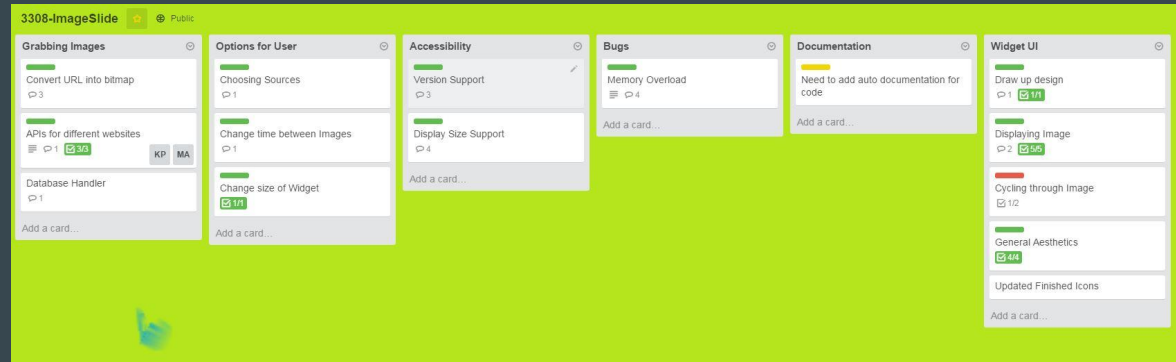 3308-ImageSlide Public
Grabbing Images
Convert URL into bitmap
3
APIs for different websites
1 3/3
KP MA
Database Handler
1
Add a card...
Options for User
Choosing Sources
1
Change time between Images
1
Change size of Widget
1/1
Add a card...
Accessibility
Version Support
3
Display Size Support
4
Add a card...
Bugs
Memory Overload
4
Add a card...
Documentation
Need to add auto documentation for
code
Add a card...
Widget UI
Draw up design
1 1/1
Displaying Image
2 5/5
Cycling through Image
1/2
General Aesthetics
4/4
Updated Finished Icons
Add a card...